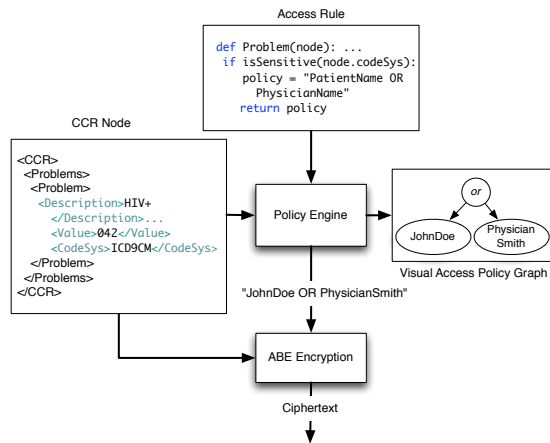 Access Rule
def Problem(node): ...
if isSensitive(node.codeSys):
policy = "PatientName OR
PhysicianName"
return policy
CCR Node
<CCR>
<Problems>
<Problem>
<Description>HIV+
</Description>...
<Value>042</Value>
<CodeSys>ICD9CM</CodeSys>
</Problem>
</Problems>
</CCR>
Policy Engine
or
JohnDoe
Physician
Smith
Visual Access Policy Graph
"JohnDoe OR PhysicianSmith"
ABE Encryption
Ciphertext